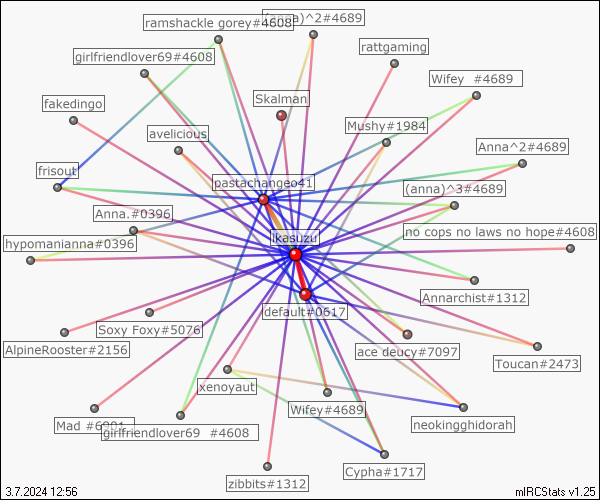 ramshackle gorey#4608
(anna)^2#4689
rattgaming
girlfriendlover69#4608
Wifey #4689
Skalman
fakedingo
Mushy#1984
avelicious
Anna^2#4689
frisout
pastachangeo41
(anna)^3#4689
Anna.#0396
no cops no laws no hope#4608
ikasuzu
hypomanianna#0396
Annarchist#1312
default#0617
Soxy Foxy#5076
AlpineRooster#2156
ace deucy#7097
Toucan#2473
xenoyaut
Wifey#4689
Mad
girlfriendlover69 #4608
neokingghidorah
Cypha#1717
zibbits#1312
3.7.2024 12:56
mIRCStats v1.25